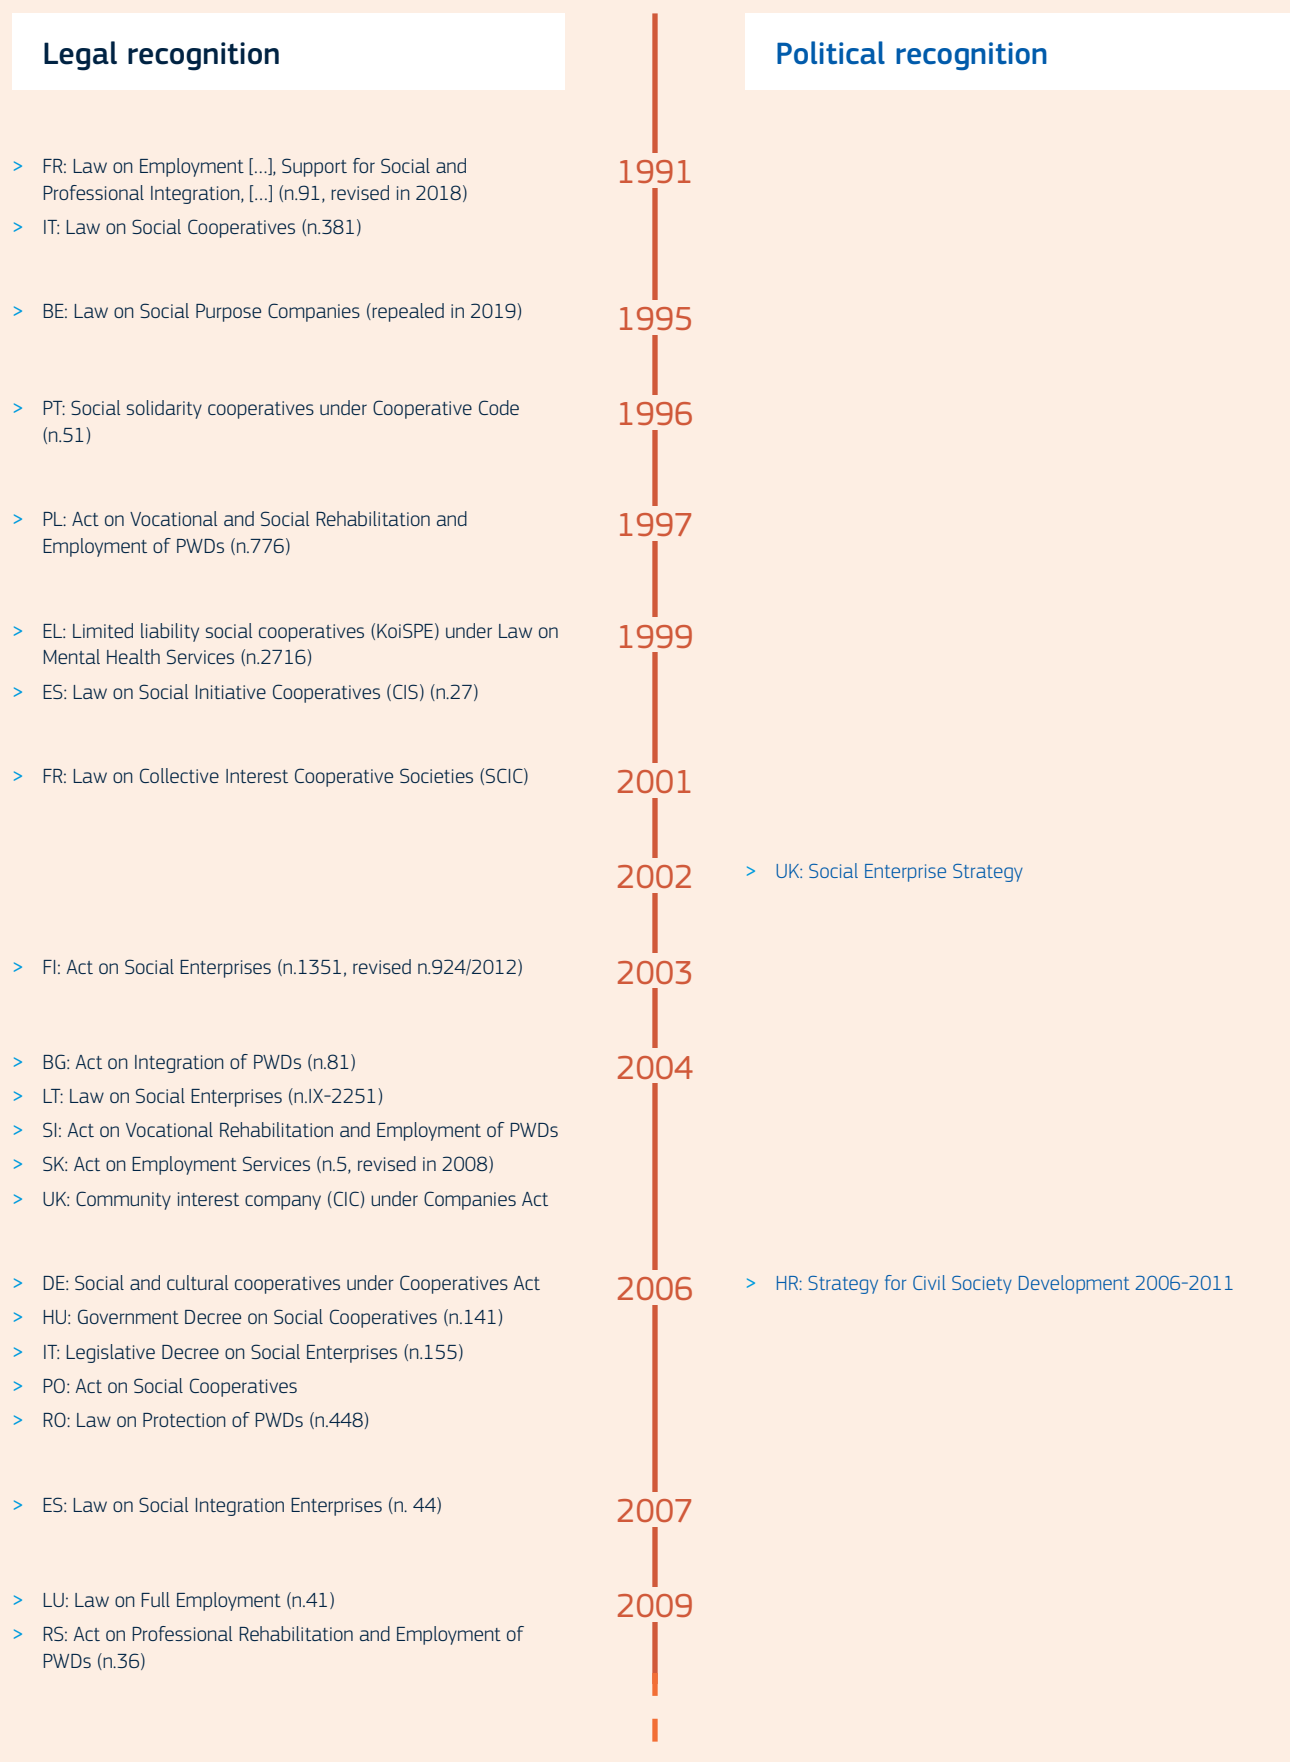 Legal recognition
Political recognition
1991
> FR: Law on Employment [...], Support for Social and
Professional Integration, [...] (n.91, revised in 2018)
> IT: Law on Social Cooperatives (n.381)
1995
> BE: Law on Social Purpose Companies (repealed in 2019)
1996
> PT: Social solidarity cooperatives under Cooperative Code
(n.51)
1997
> PL: Act on Vocational and Social Rehabilitation and
Employment of PWDs (n.776)
1999
> EL: Limited liability social cooperatives (KoiSPE) under Law on
Mental Health Services (n.2716)
> ES: Law on Social Initiative Cooperatives (CIS) (n.27)
2001
> FR: Law on Collective Interest Cooperative Societies (SCIC)
2002
> UK: Social Enterprise Strategy
2003
> FI: Act on Social Enterprises (n.1351, revised n.924/2012)
2004
> BG: Act on Integration of PWDs (n.81)
> LT: Law on Social Enterprises (n.IX-2251)
> SI: Act on Vocational Rehabilitation and Employment of PWDs
> SK: Act on Employment Services (n.5, revised in 2008)
> UK: Community interest company (CIC) under Companies Act
2006
> DE: Social and cultural cooperatives under Cooperatives Act
> HU: Government Decree on Social Cooperatives (n.141)
> IT: Legislative Decree on Social Enterprises (n.155)
> PO: Act on Social Cooperatives
> RO: Law on Protection of PWDs (n.448)
> HR: Strategy for Civil Society Development 2006-2011
2007
> ES: Law on Social Integration Enterprises (n. 44)
2009
> LU: Law on Full Employment (n.41)
> RS: Act on Professional Rehabilitation and Employment of
PWDs (n.36)